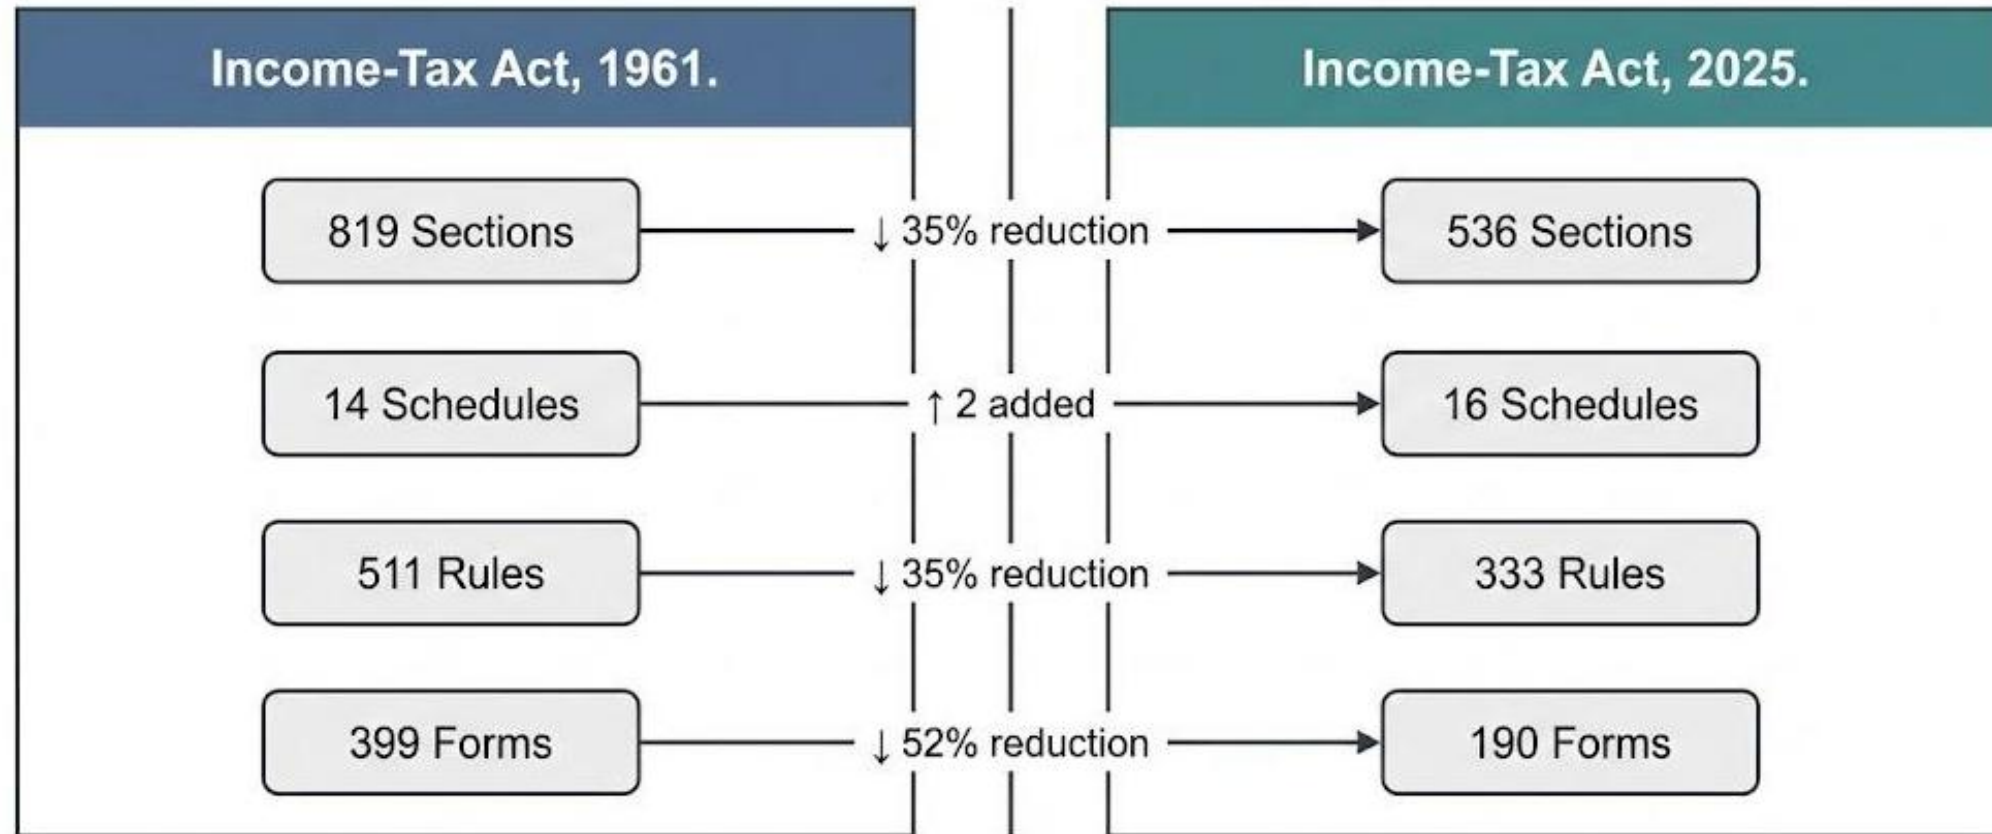 Income-Tax Act, 1961.
Income-Tax Act, 2025.
819 Sections
↓ 35% reduction
536 Sections
14 Schedules
↑ 2 added
16 Schedules
511 Rules
↓ 35% reduction
333 Rules
399 Forms
↓ 52% reduction
190 Forms